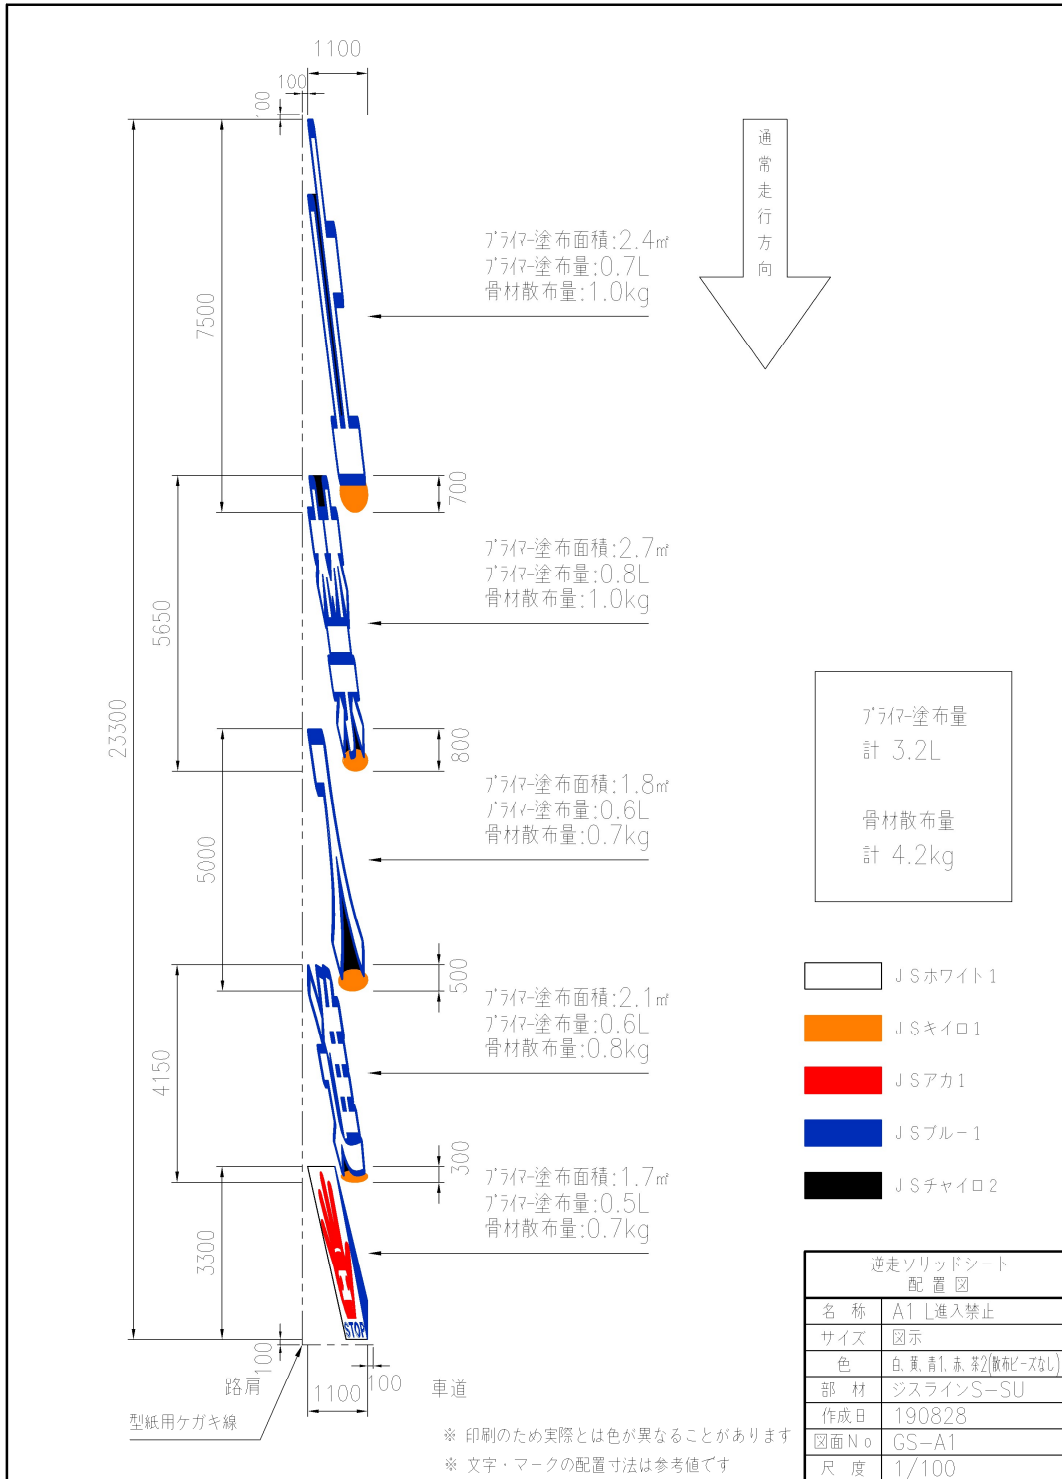 1100
100
100
23300
7500
5650
5000
4150
3300
700
800
500
300
100
1100
100
通常走行方向
プライマー塗布面積:2.4㎡
プライマー塗布量:0.7L
骨材散布量:1.0kg
プライマー塗布面積:2.7㎡
プライマー塗布量:0.8L
骨材散布量:1.0kg
プライマー塗布面積:1.8㎡
プライマー塗布量:0.6L
骨材散布量:0.7kg
プライマー塗布面積:2.1㎡
プライマー塗布量:0.6L
骨材散布量:0.8kg
プライマー塗布面積:1.7㎡
プライマー塗布量:0.5L
骨材散布量:0.7kg
プライマー塗布量
計 3.2L
骨材散布量
計 4.2kg
JSホワイト1
JSキイロ1
JSアカ1
JSブルー1
JSチャイロ2
STOP
路肩
車道
型紙用ケガキ線
※ 印刷のため実際とは色が異なることがあります
※ 文字・マークの配置寸法は参考値です
逆走ソリッドシート
配置図
名称 A1 L進入禁止
サイズ 図示
色 白、黄、青1、赤、茶2(散布ビーズなし)
部材 ジスラインS-SU
作成日 190828
図面No GS-A1
尺度 1/100